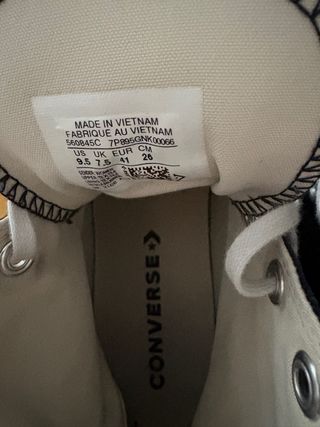 MADE IN VIETNAM
FABRIQUE AU VIETNAM
560845C 7P895GNK00066
US UK EUR CM
9.5 7.5 41 26
CONVERSE